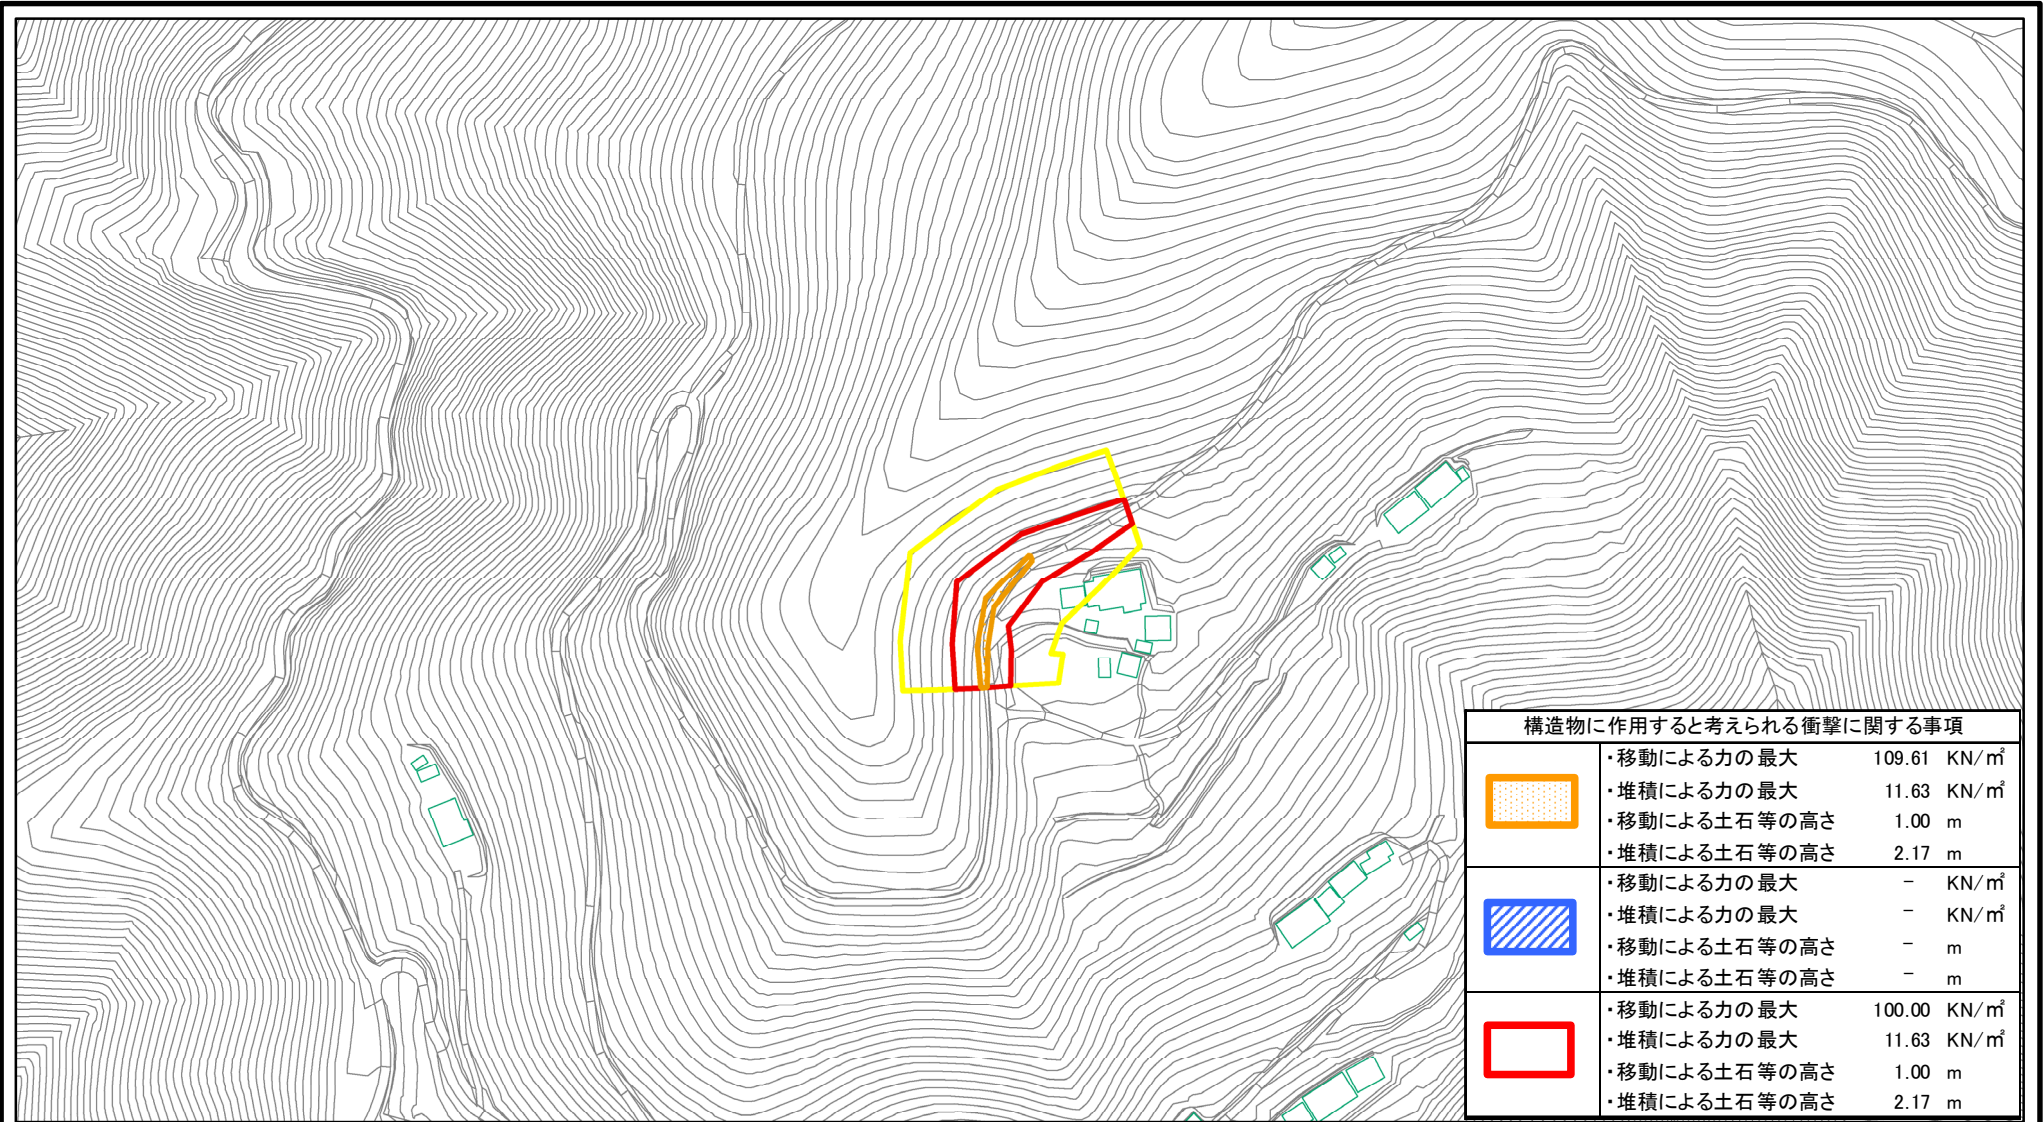 構造物に作用すると考えられる衝撃に関する事項
・移動による力の最大 109.61 KN/㎡
・堆積による力の最大 11.63 KN/㎡
・移動による土石等の高さ 1.00 m
・堆積による土石等の高さ 2.17 m
・移動による力の最大 - KN/㎡
・堆積による力の最大 - KN/㎡
・移動による土石等の高さ - m
・堆積による土石等の高さ - m
・移動による力の最大 100.00 KN/㎡
・堆積による力の最大 11.63 KN/㎡
・移動による土石等の高さ 1.00 m
・堆積による土石等の高さ 2.17 m